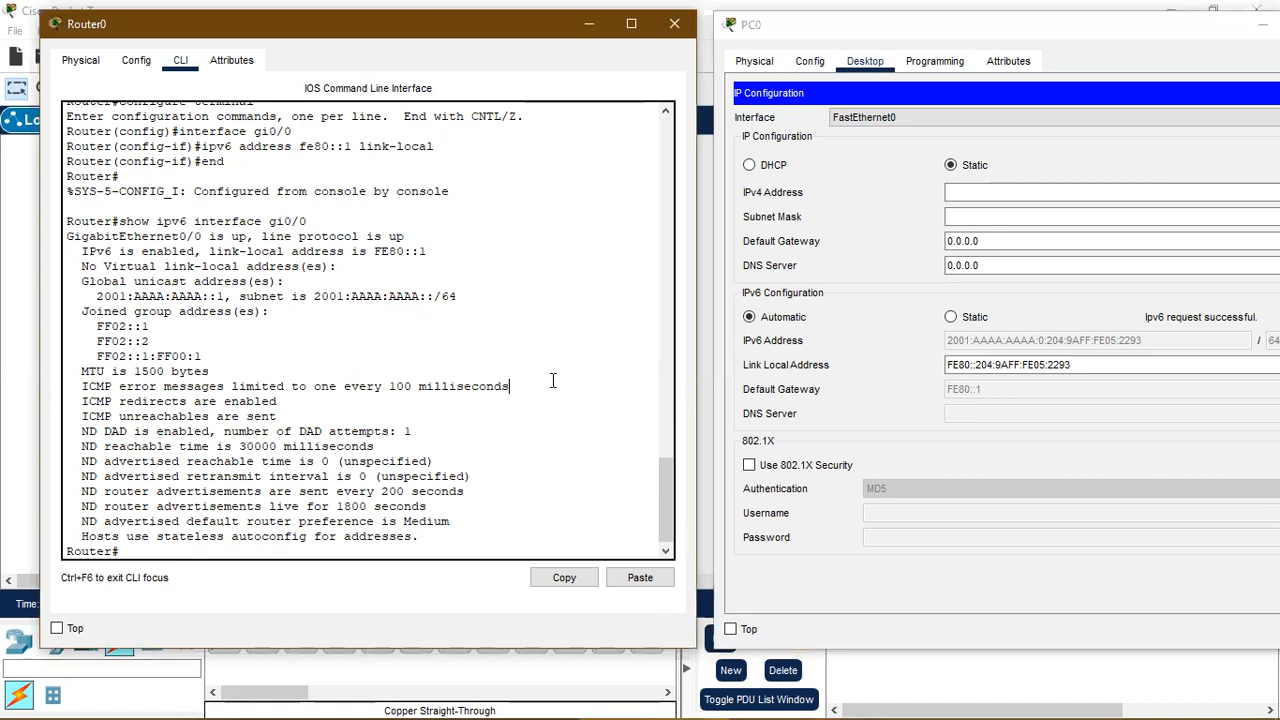 Router0
Physical
Config
CLI
Attributes
IOS Command Line Interface
Router#configure terminal
Enter configuration commands, one per line.  End with CNTL/Z.
Router(config)#interface gi0/0
Router(config-if)#ipv6 address fe80::1 link-local
Router(config-if)#end
Router#
%SYS-5-CONFIG_I: Configured from console by console
Router#show ipv6 interface gi0/0
GigabitEthernet0/0 is up, line protocol is up
IPv6 is enabled, link-local address is FE80::1
No Virtual link-local address(es):
Global unicast address(es):
2001:AAAA:AAAA::1, subnet is 2001:AAAA:AAAA::/64
Joined group address(es):
FF02::1
FF02::2
FF02::1:FF00:1
MTU is 1500 bytes
ICMP error messages limited to one every 100 milliseconds
ICMP redirects are enabled
ICMP unreachables are sent
ND DAD is enabled, number of DAD attempts: 1
ND reachable time is 30000 milliseconds
ND advertised reachable time is 0 (unspecified)
ND advertised retransmit interval is 0 (unspecified)
ND router advertisements are sent every 200 seconds
ND router advertisements live for 1800 seconds
ND advertised default router preference is Medium
Hosts use stateless autoconfig for addresses.
Router#
Ctrl+F6 to exit CLI focus
Copy
Paste
Top
PC0
Physical
Config
Desktop
Programming
Attributes
IP Configuration
Interface FastEthernet0
IP Configuration
DHCP Static
IPv4 Address
Subnet Mask
Default Gateway 0.0.0.0
DNS Server 0.0.0.0
IPv6 Configuration
Automatic Static Ipv6 request successful.
IPv6 Address 2001:AAAA:AAAA:0:204:9AFF:FE05:2293 / 64
Link Local Address FE80::204:9AFF:FE05:2293
Default Gateway FE80::1
DNS Server
802.1X
Use 802.1X Security
Authentication MD5
Username
Password
Top
File
Time:
New
Delete
Toggle PDU List Window
Copper Straight-Through